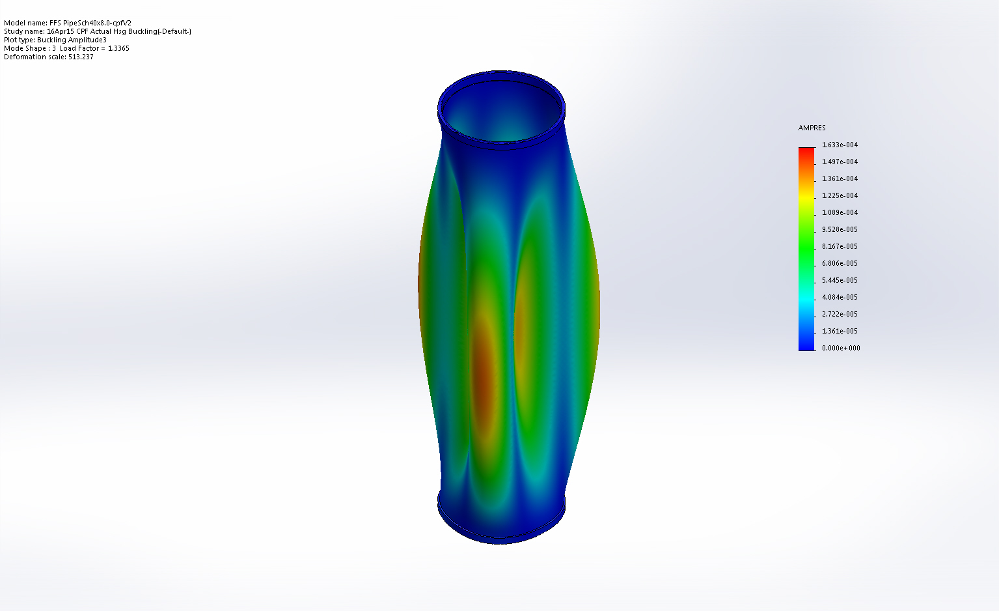 Model name: FFS PipeSch40x8.0-cpfV2
Study name: 16Apr15 CPF Actual Hsg Buckling(-Default-)
Plot type: Buckling Amplitude3
Mode Shape : 3  Load Factor =  1.3365
Deformation scale: 513.237
AMPRES
1.633e-004
1.497e-004
1.361e-004
1.225e-004
1.089e-004
9.528e-005
8.167e-005
6.806e-005
5.445e-005
4.084e-005
2.722e-005
1.361e-005
0.000e+000